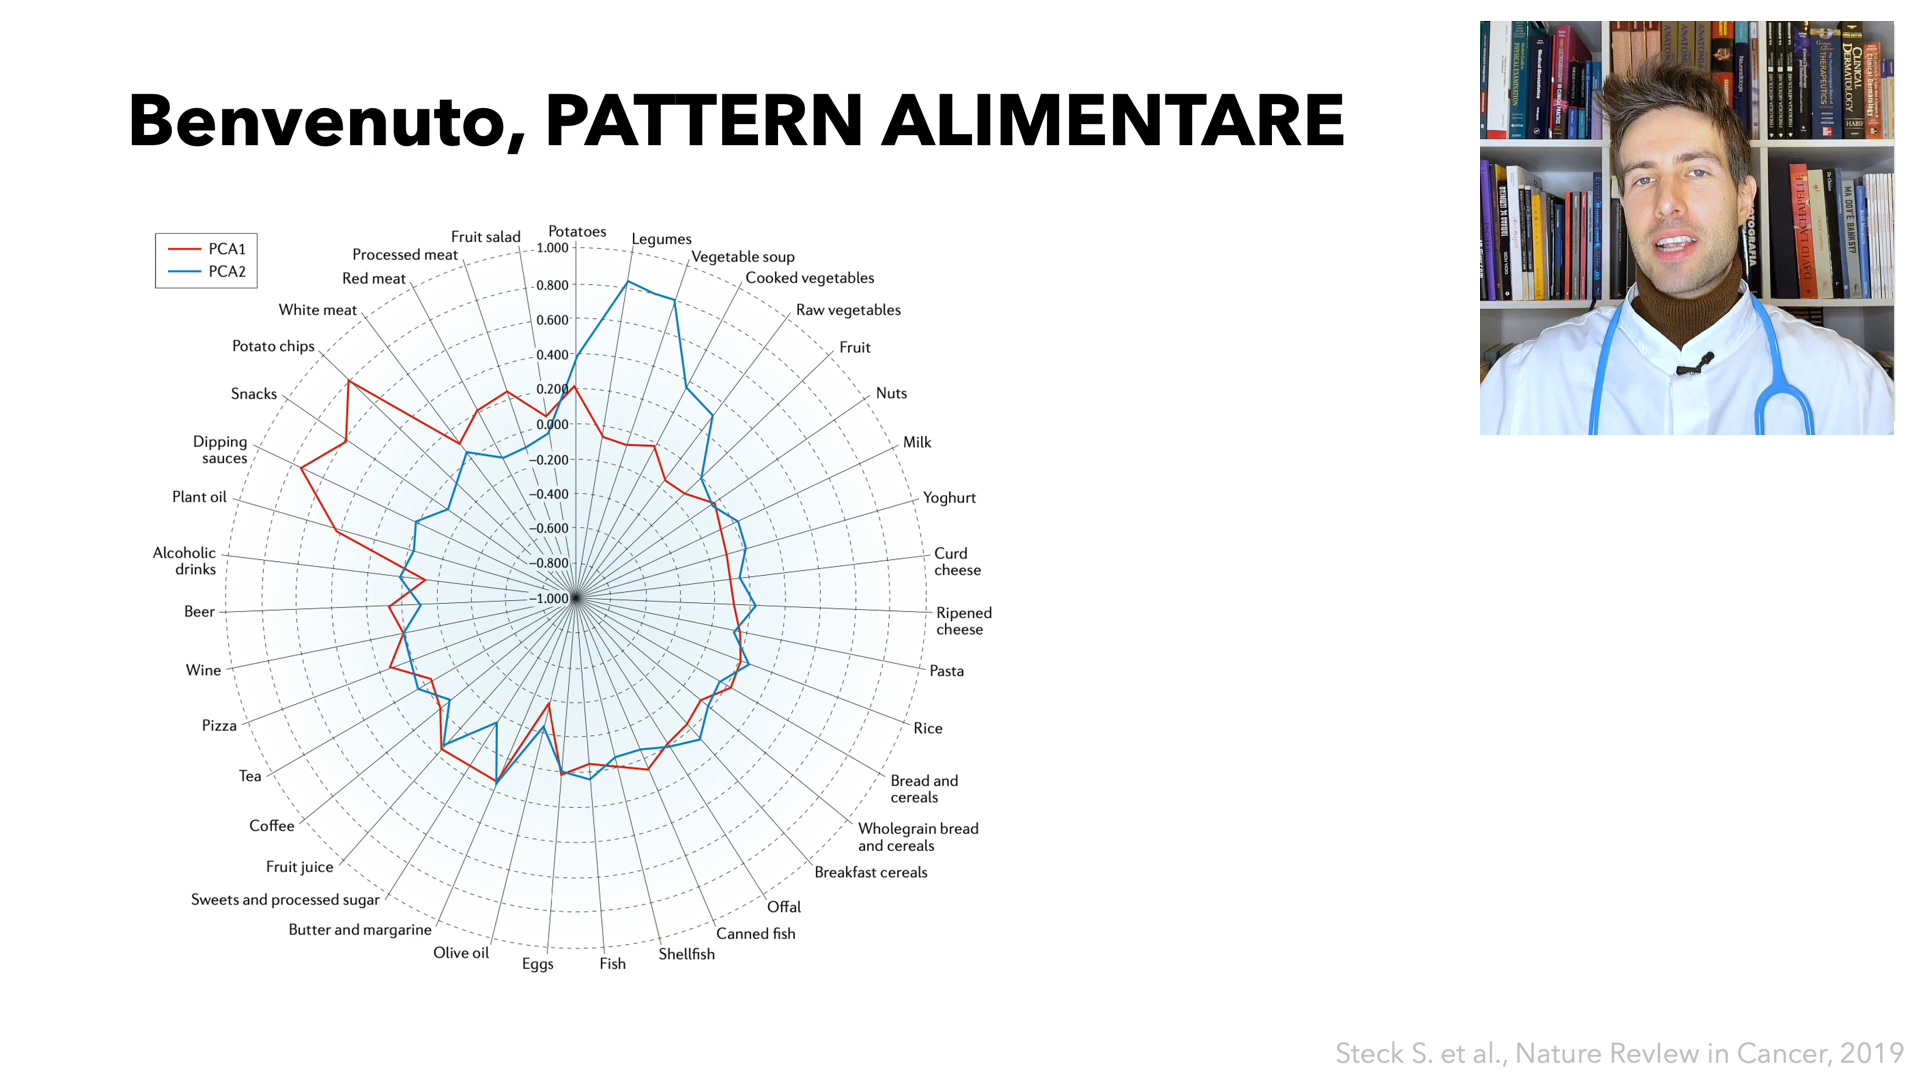 Benvenuto, PATTERN ALIMENTARE
PCA1
PCA2
Potatoes
Legumes
Vegetable soup
Cooked vegetables
Raw vegetables
Fruit
Nuts
Milk
Yoghurt
Curd
cheese
Ripened
cheese
Pasta
Rice
Bread and
cereals
Wholegrain bread
and cereals
Breakfast cereals
Offal
Canned fish
Shellfish
Fish
Eggs
Olive oil
Butter and margarine
Sweets and processed sugar
Fruit juice
Coffee
Tea
Pizza
Wine
Beer
Alcoholic
drinks
Plant oil
Dipping
sauces
Snacks
Potato chips
White meat
Red meat
Processed meat
Fruit salad
1.000
0.800
0.600
0.400
0.200
0.000
−0.200
−0.400
−0.600
−0.800
−1.000
CLINICAL
DERMATOLOGY
THERAPEUTICS
Steck S. et al., Nature RevIew in Cancer, 2019